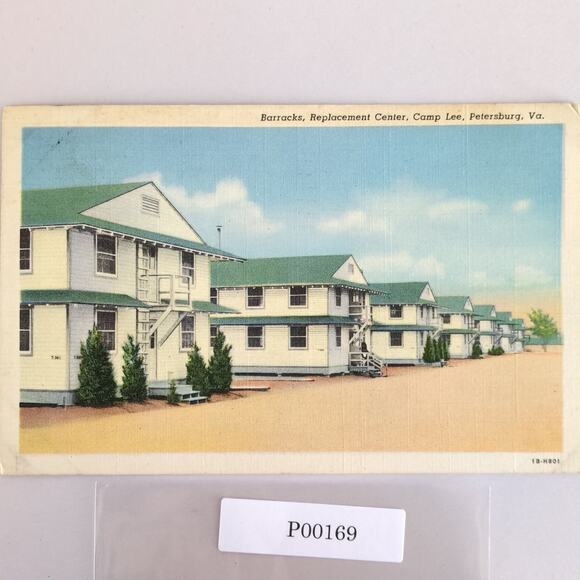 Barracks, Replacement Center, Camp Lee, Petersburg, Va.
1B-H801
P00169